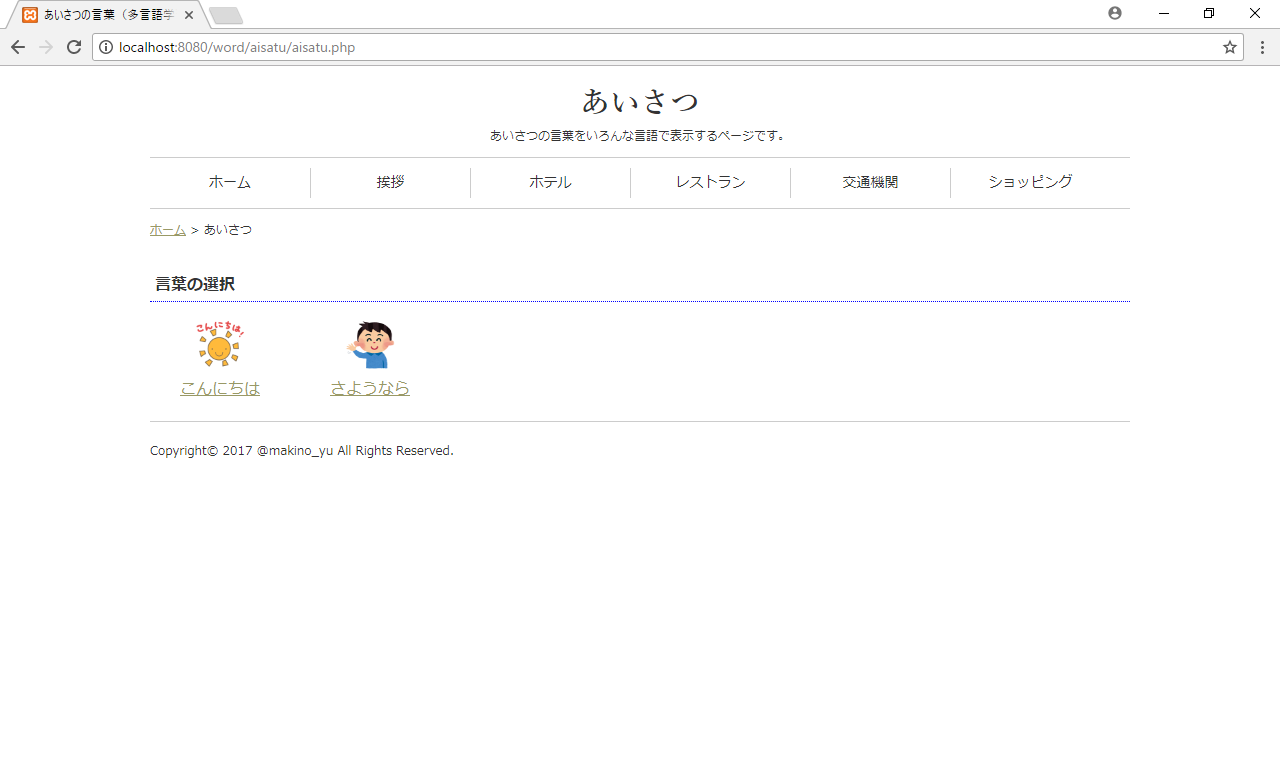 あいさつの言葉（多言語学
localhost:8080/word/aisatu/aisatu.php
あいさつ
あいさつの言葉をいろんな言語で表示するページです。
ホーム 挨拶 ホテル レストラン 交通機関 ショッピング
ホーム > あいさつ
言葉の選択
こんにちは!
こんにちは さようなら
Copyright© 2017 @makino_yu All Rights Reserved.